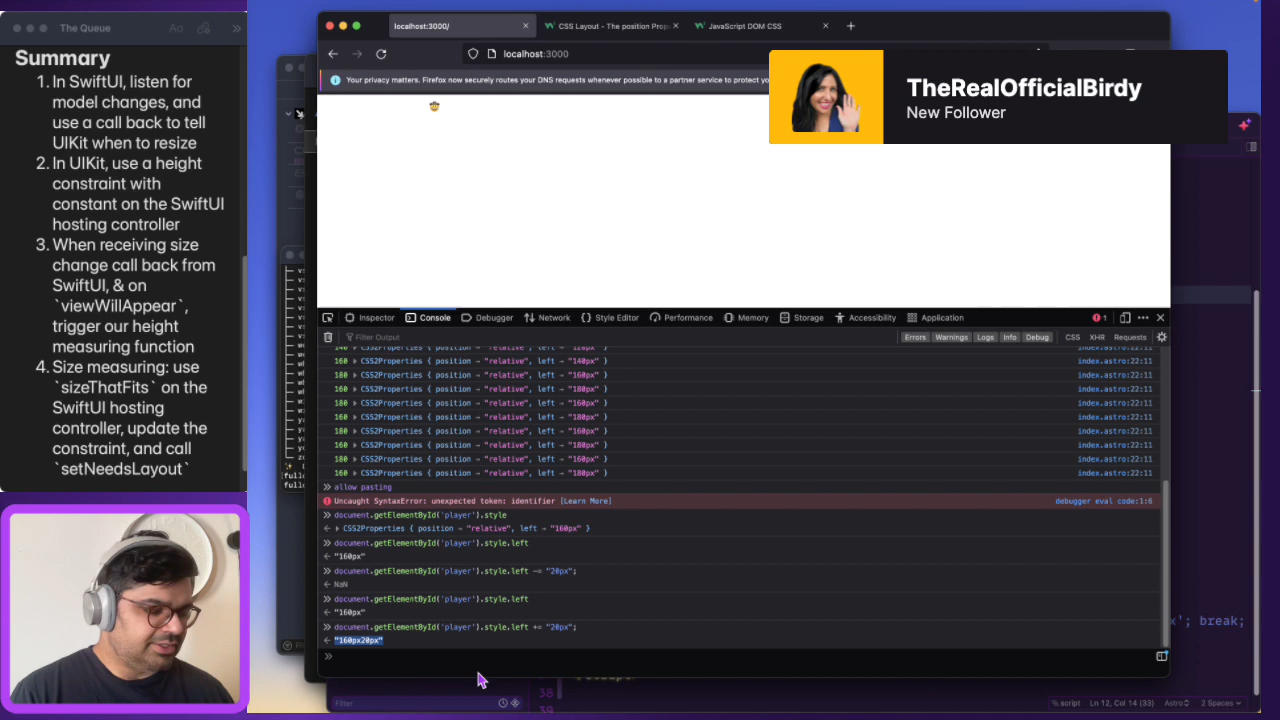 The Queue
Aa
Summary
1. In SwiftUI, listen for
model changes, and
use a call back to tell
UIKit when to resize
2. In UIKit, use a height
constraint with
constant on the SwiftUI
hosting controller
3. When receiving size
change call back from
SwiftUI, & on
`viewWillAppear`,
trigger our height
measuring function
4. Size measuring: use
`sizeThatFits` on the
SwiftUI hosting
controller, update the
constraint, and call
`setNeedsLayout`
localhost:3000/
CSS Layout - The position Prop
JavaScript DOM CSS
localhost:3000
Your privacy matters. Firefox now securely routes your DNS requests whenever possible to a partner service to protect yo
TheRealOfficialBirdy
New Follower
Inspector
Console
Debugger
Network
Style Editor
Performance
Memory
Storage
Accessibility
Application
1
Filter Output
Errors
Warnings
Logs
Info
Debug
CSS
XHR
Requests
140 CSS2Properties { position → "relative", left → "120px" } index.astro:22:11
160 CSS2Properties { position → "relative", left → "140px" } index.astro:22:11
180 CSS2Properties { position → "relative", left → "160px" } index.astro:22:11
160 CSS2Properties { position → "relative", left → "180px" } index.astro:22:11
180 CSS2Properties { position → "relative", left → "160px" } index.astro:22:11
160 CSS2Properties { position → "relative", left → "180px" } index.astro:22:11
180 CSS2Properties { position → "relative", left → "160px" } index.astro:22:11
160 CSS2Properties { position → "relative", left → "180px" } index.astro:22:11
180 CSS2Properties { position → "relative", left → "160px" } index.astro:22:11
160 CSS2Properties { position → "relative", left → "180px" } index.astro:22:11
allow pasting
Uncaught SyntaxError: unexpected token: identifier [Learn More] debugger eval code:1:6
document.getElementById('player').style
CSS2Properties { position → "relative", left → "160px" }
document.getElementById('player').style.left
"160px"
document.getElementById('player').style.left -= "20px";
NaN
document.getElementById('player').style.left
"160px"
document.getElementById('player').style.left += "20px";
"160px20px"
x'; break;
38
39
Filter
script
Ln 12, Col 14 (33)
Astro
2 Spaces